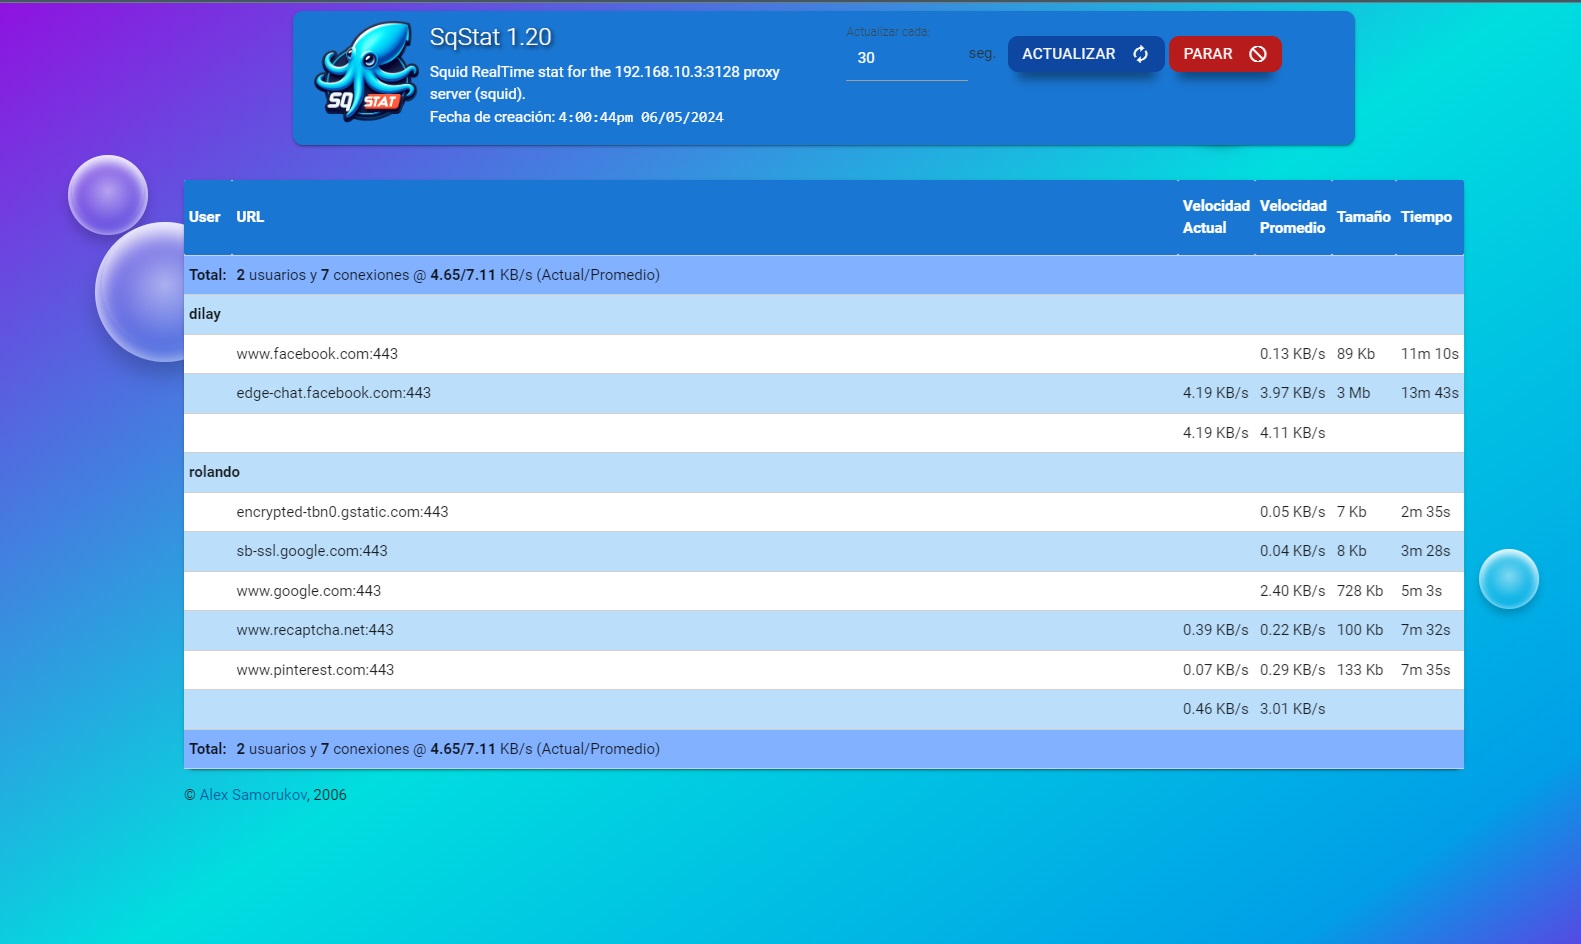 SqStat 1.20
Squid RealTime stat for the 192.168.10.3:3128 proxy
server (squid).
Fecha de creación: 4:00:44pm 06/05/2024
SQ STAT
Actualizar cada:
30 seg. ACTUALIZAR PARAR
User URL Velocidad Actual Velocidad Promedio Tamaño Tiempo
Total: 2 usuarios y 7 conexiones @ 4.65/7.11 KB/s (Actual/Promedio)
dilay
www.facebook.com:443 0.13 KB/s 89 Kb 11m 10s
edge-chat.facebook.com:443 4.19 KB/s 3.97 KB/s 3 Mb 13m 43s
4.19 KB/s 4.11 KB/s
rolando
encrypted-tbn0.gstatic.com:443 0.05 KB/s 7 Kb 2m 35s
sb-ssl.google.com:443 0.04 KB/s 8 Kb 3m 28s
www.google.com:443 2.40 KB/s 728 Kb 5m 3s
www.recaptcha.net:443 0.39 KB/s 0.22 KB/s 100 Kb 7m 32s
www.pinterest.com:443 0.07 KB/s 0.29 KB/s 133 Kb 7m 35s
0.46 KB/s 3.01 KB/s
Total: 2 usuarios y 7 conexiones @ 4.65/7.11 KB/s (Actual/Promedio)
© Alex Samorukov, 2006